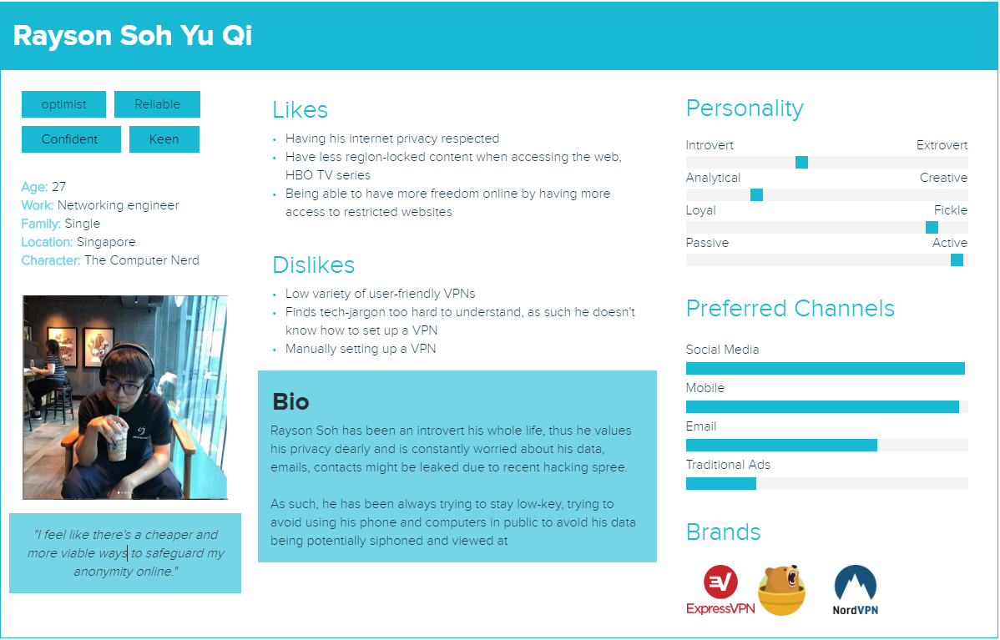 Rayson Soh Yu Qi
optimist
Reliable
Confident
Keen
Age: 27
Work: Networking engineer
Family: Single
Location: Singapore
Character: The Computer Nerd
"I feel like there's a cheaper and
more viable ways to safeguard my
anonymity online."
Likes
• Having his internet privacy respected
• Have less region-locked content when accessing the web,
HBO TV series
• Being able to have more freedom online by having more
access to restricted websites
Dislikes
• Low variety of user-friendly VPNs
• Finds tech-jargon too hard to understand, as such he doesn't
know how to set up a VPN
• Manually setting up a VPN
Bio
Rayson Soh has been an introvert his whole life, thus he values
his privacy dearly and is constantly worried about his data,
emails, contacts might be leaked due to recent hacking spree.
As such, he has been always trying to stay low-key, trying to
avoid using his phone and computers in public to avoid his data
being potentially siphoned and viewed at
Personality
Introvert Extrovert
Analytical Creative
Loyal Fickle
Passive Active
Preferred Channels
Social Media
Mobile
Email
Traditional Ads
Brands
ExpressVPN
NordVPN